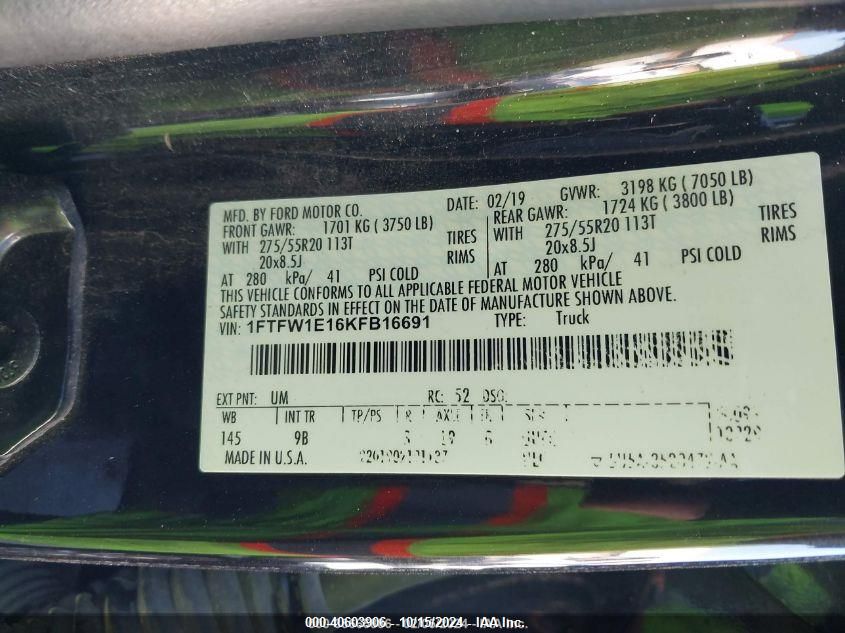 MFD. BY FORD MOTOR CO. DATE: 02/19 GVWR: 3198 KG ( 7050 LB)
FRONT GAWR: 1701 KG ( 3750 LB) REAR GAWR: 1724 KG ( 3800 LB)
WITH 275/55R20 113T TIRES WITH 275/55R20 113T TIRES
20x8.5J RIMS 20x8.5J RIMS
AT 280 kPa/ 41 PSI COLD AT 280 kPa/ 41 PSI COLD
THIS VEHICLE CONFORMS TO ALL APPLICABLE FEDERAL MOTOR VEHICLE
SAFETY STANDARDS IN EFFECT ON THE DATE OF MANUFACTURE SHOWN ABOVE.
VIN: 1FTFW1E16KFB16691 TYPE: Truck
EXT PNT: UM RC: 52 DSO:
WB INT TR TP/PS R AXLE
145 9B 19 6
MADE IN U.S.A.
000-40603906 - 10/15/2024 - IAA Inc.